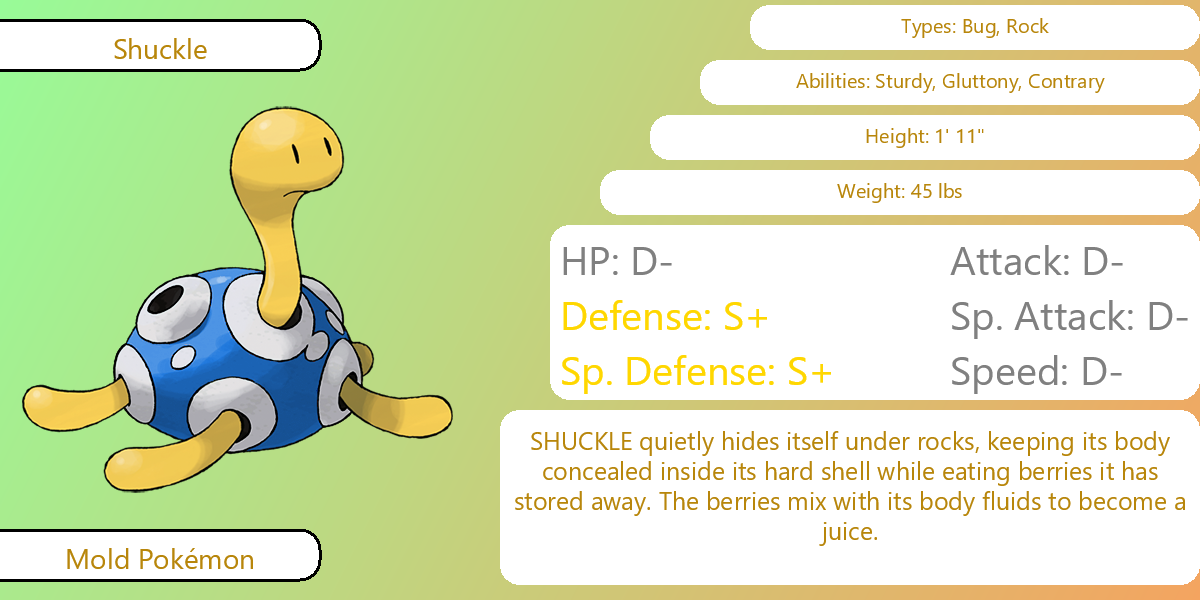 Shuckle
Types: Bug, Rock
Abilities: Sturdy, Gluttony, Contrary
Height: 1' 11"
Weight: 45 lbs
HP: D-
Attack: D-
Defense: S+
Sp. Attack: D-
Sp. Defense: S+
Speed: D-
SHUCKLE quietly hides itself under rocks, keeping its body
concealed inside its hard shell while eating berries it has
stored away. The berries mix with its body fluids to become a
juice.
Mold Pokémon